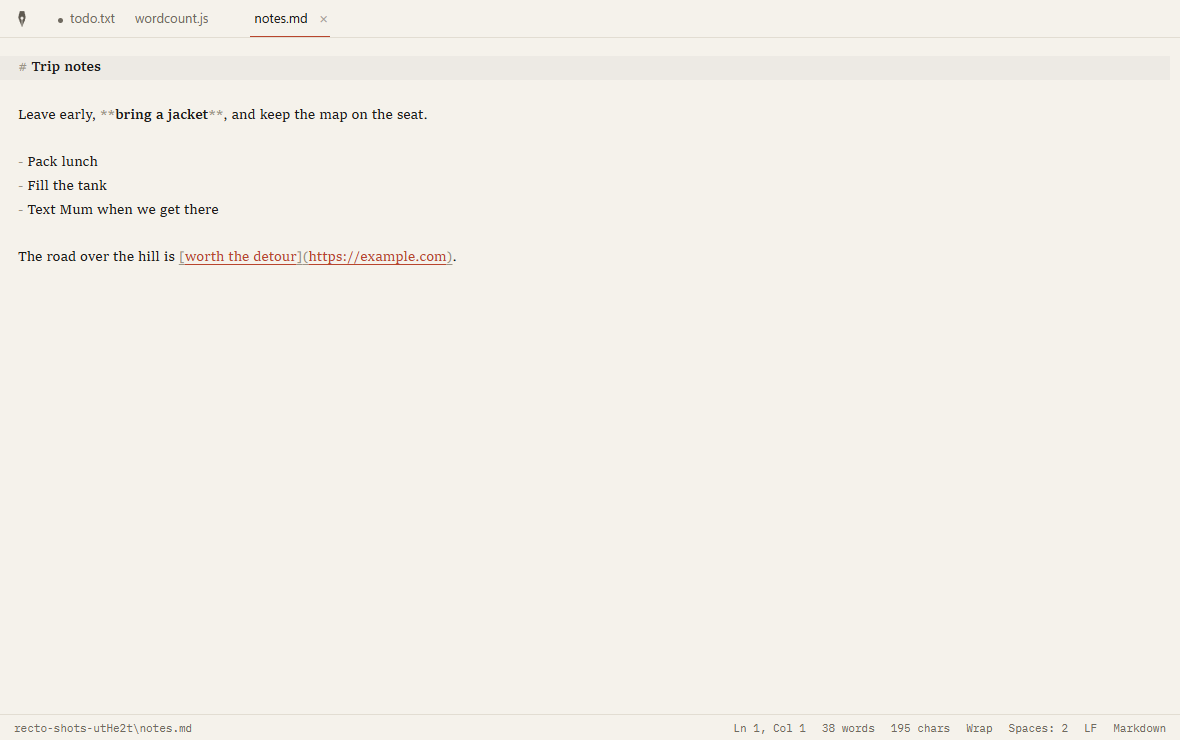 todo.txt wordcount.js notes.md ×
# Trip notes
Leave early, **bring a jacket**, and keep the map on the seat.
- Pack lunch
- Fill the tank
- Text Mum when we get there
The road over the hill is [worth the detour](https://example.com).
recto-shots-utHe2t\notes.md Ln 1, Col 1 38 words 195 chars Wrap Spaces: 2 LF Markdown